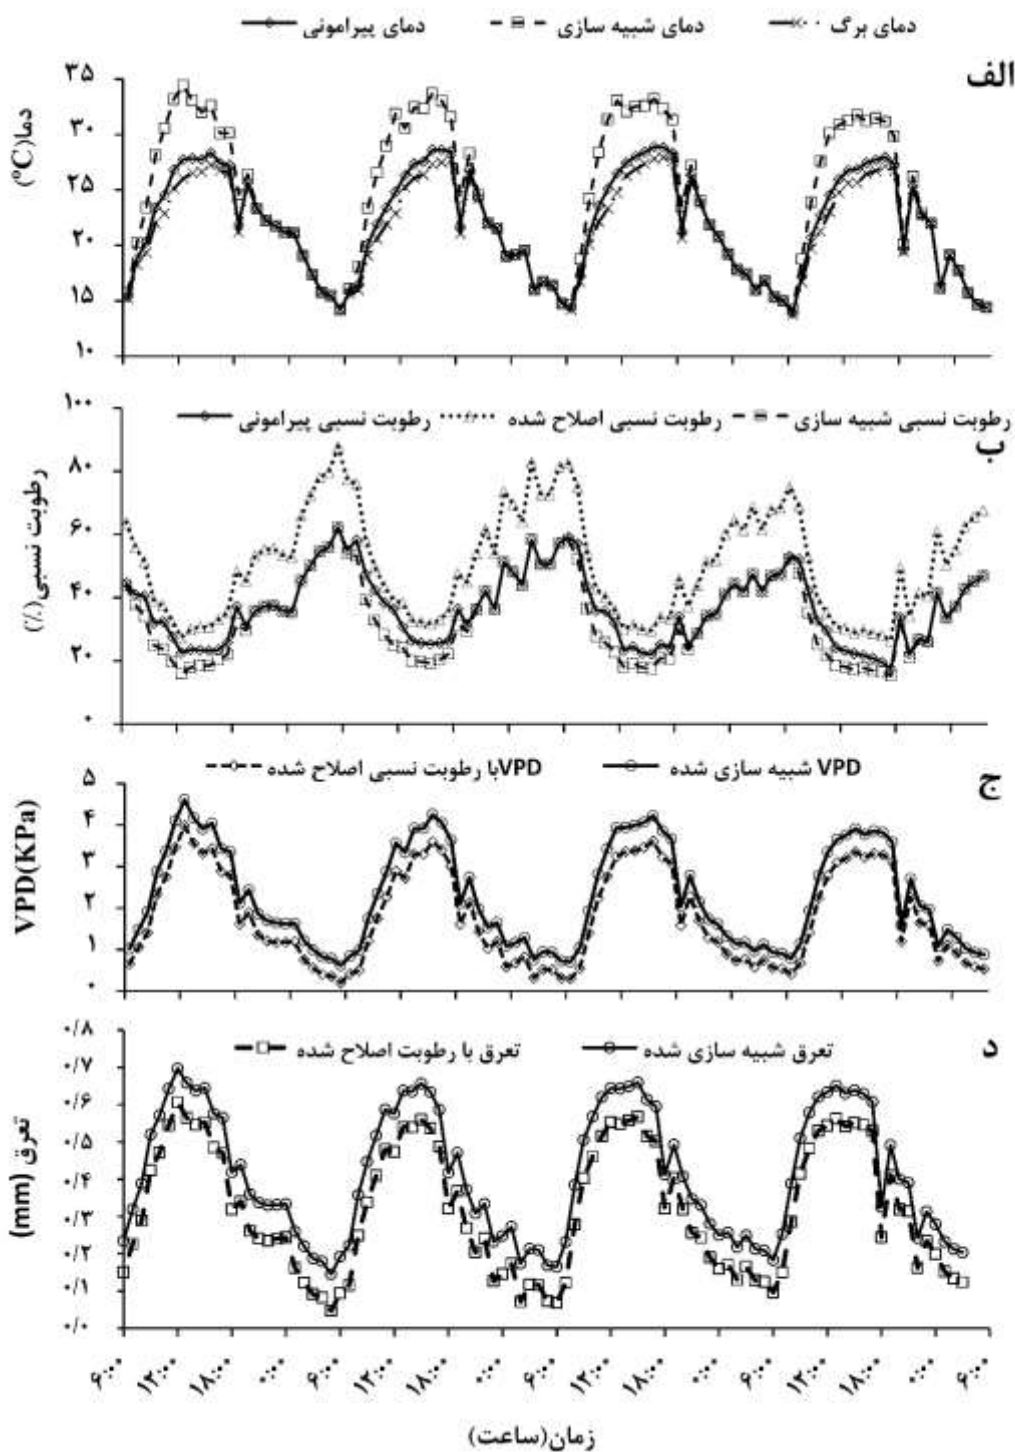 دمای پیرامونی دمای شبیه سازی دمای برگ
الف
دما(ºC)
۳۵
۳۰
۲۵
۲۰
۱۵
۱۰
رطوبت نسبی پیرامونی رطوبت نسبی اصلاح شده رطوبت نسبی شبیه سازی
ب
رطوبت نسبی(٪)
۱۰۰
۸۰
۶۰
۴۰
۲۰
۰
VPDبا رطوبت نسبی اصلاح شده VPD شبیه سازی شده
ج
VPD(KPa)
۵
۴
۳
۲
۱
۰
تعرق با رطوبت اصلاح شده تعرق شبیه سازی شده
د
تعرق (mm)
۰/۸
۰/۷
۰/۶
۰/۵
۰/۴
۰/۳
۰/۲
۰/۱
۰/۰
۶:۰۰ ۱۲:۰۰ ۱۸:۰۰ ۰:۰۰ ۶:۰۰ ۱۲:۰۰ ۱۸:۰۰ ۰:۰۰ ۶:۰۰ ۱۲:۰۰ ۱۸:۰۰ ۰:۰۰ ۶:۰۰ ۱۲:۰۰ ۱۸:۰۰ ۰:۰۰ ۶:۰۰
زمان(ساعت)